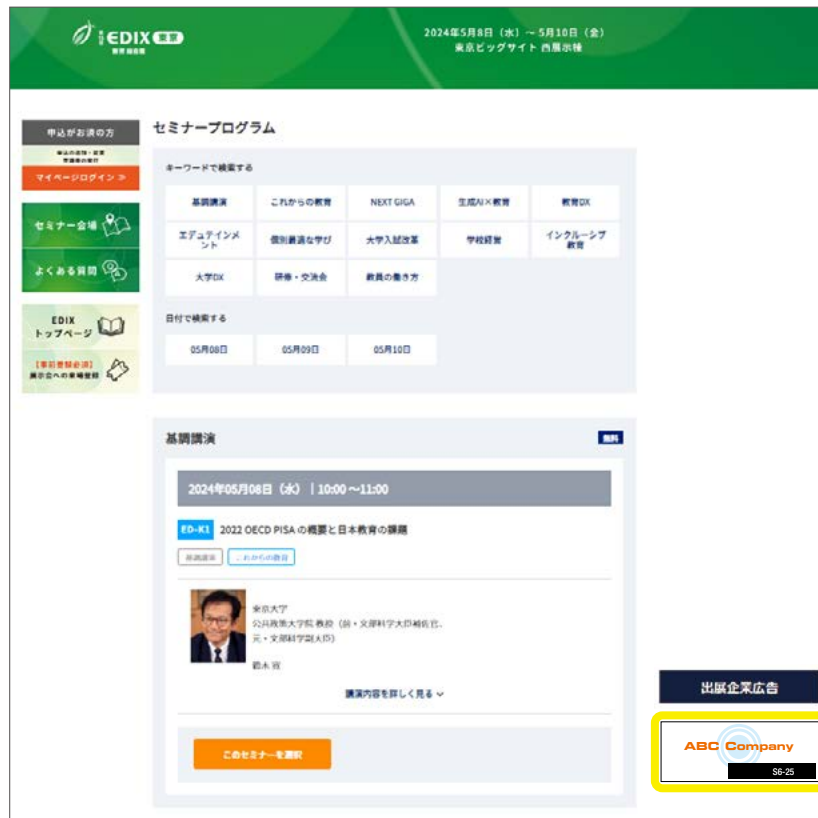 EDIX 東京
2024年5月8日（水）～5月10日（金）
東京ビッグサイト 西展示棟
申込がお済の方
マイページログイン ≫
セミナー会場
よくある質問
EDIX
トップページ
【事前登録必須】
展示会への来場登録
セミナープログラム
キーワードで検索する
基調講演
これからの教育
NEXT GIGA
生成AI×教育
教育DX
エデュテインメ
ント
個別最適な学び
大学入試改革
学校経営
インクルーシブ
教育
大学DX
研修・交流会
教員の働き方
日付で検索する
05月08日
05月09日
05月10日
基調講演
無料
2024年05月08日（水）｜10:00～11:00
ED-K1 2022 OECD PISA の概要と日本教育の課題
基調講演
これからの教育
東京大学
公共政策大学院 教授（前・文部科学大臣補佐官、
元・文部科学副大臣）
鈴木 寛
講演内容を詳しく見る
このセミナーを選択
出展企業広告
ABC Company
S6-25